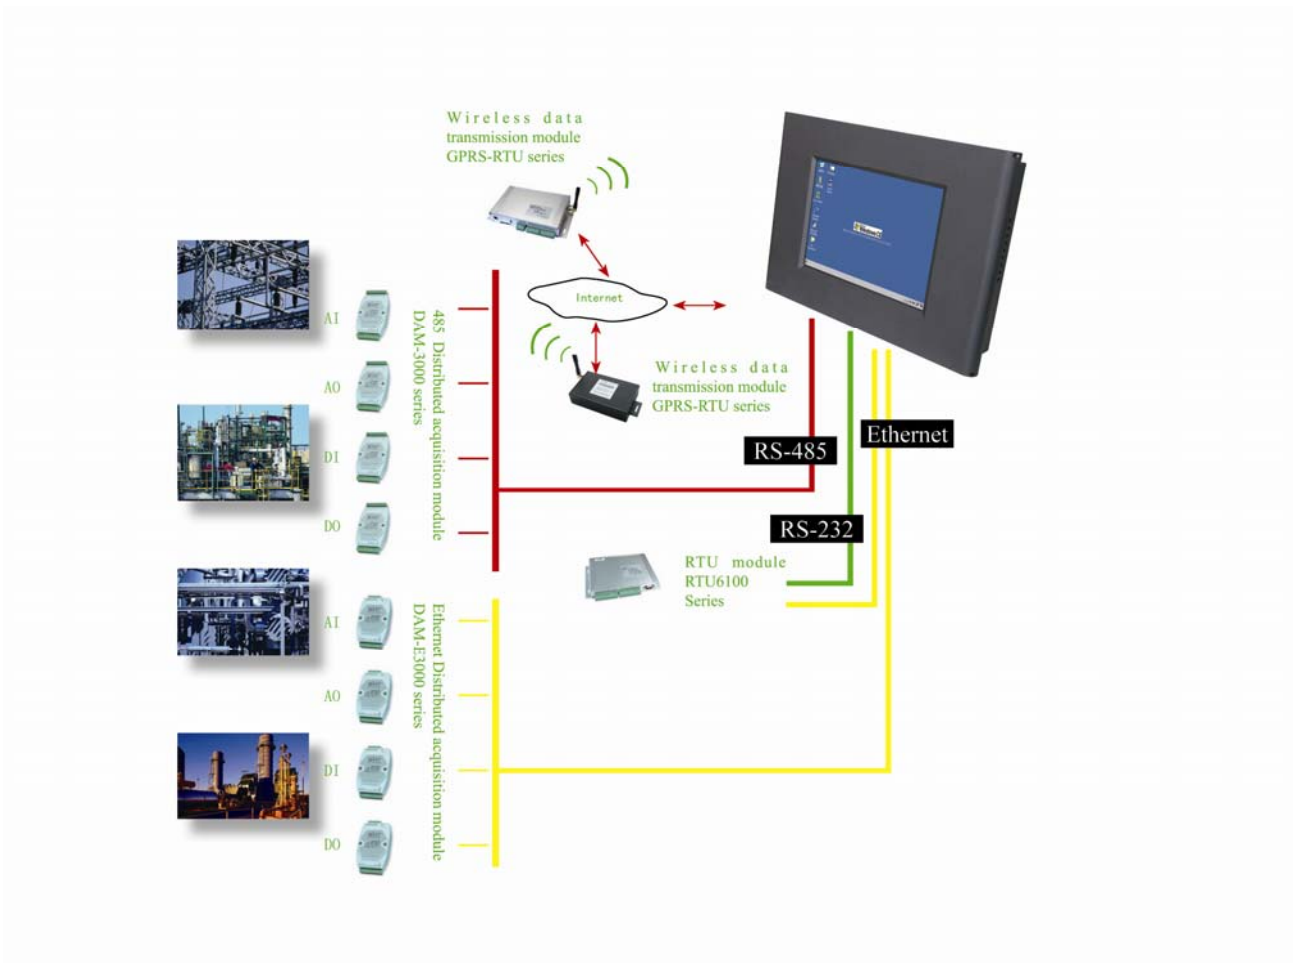 Wireless data
transmission module
GPRS-RTU series
Internet
Wireless data
transmission module
GPRS-RTU series
AI
AO
DI
DO
485 Distributed acquisition module
DAM-3000 series
RS-485
Ethernet
RS-232
RTU module
RTU6100
Series
AI
AO
DI
DO
Ethernet Distributed acquisition module
DAM-E3000 series